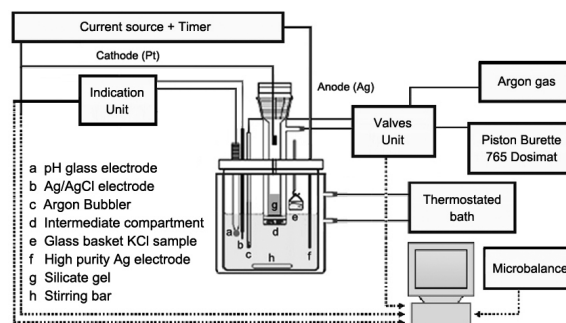 Current source + Timer
Cathode (Pt)
Anode (Ag)
Argon gas
Indication
Unit
Valves
Unit
Piston Burette
765 Dosimat
a pH glass electrode
b Ag/AgCl electrode
c Argon Bubbler
d Intermediate compartment
e Glass basket KCl sample
f High purity Ag electrode
g Silicate gel
h Stirring bar
g
e
a
b
c
d
f
h
Thermostated
bath
Microbalance